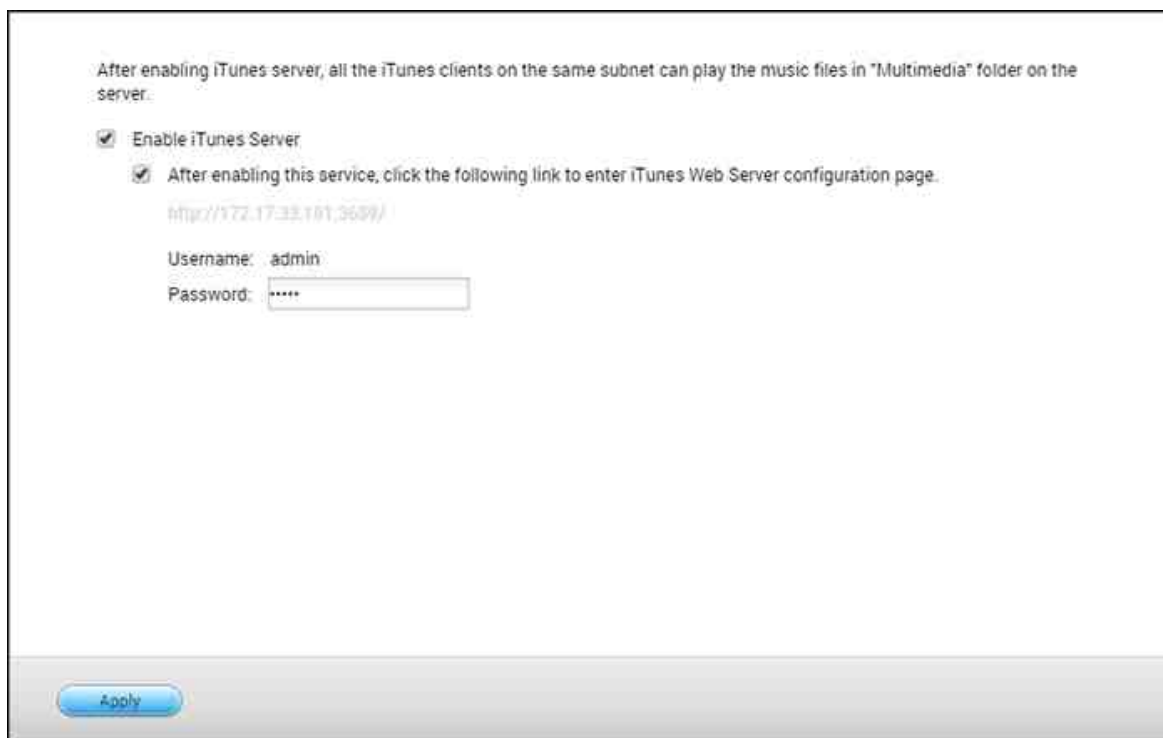 After enabling iTunes server, all the iTunes clients on the same subnet can play the music files in "Multimedia" folder on the
server.
Enable iTunes Server
After enabling this service, click the following link to enter iTunes Web Server configuration page.
Username: admin
Password: •••••
Apply